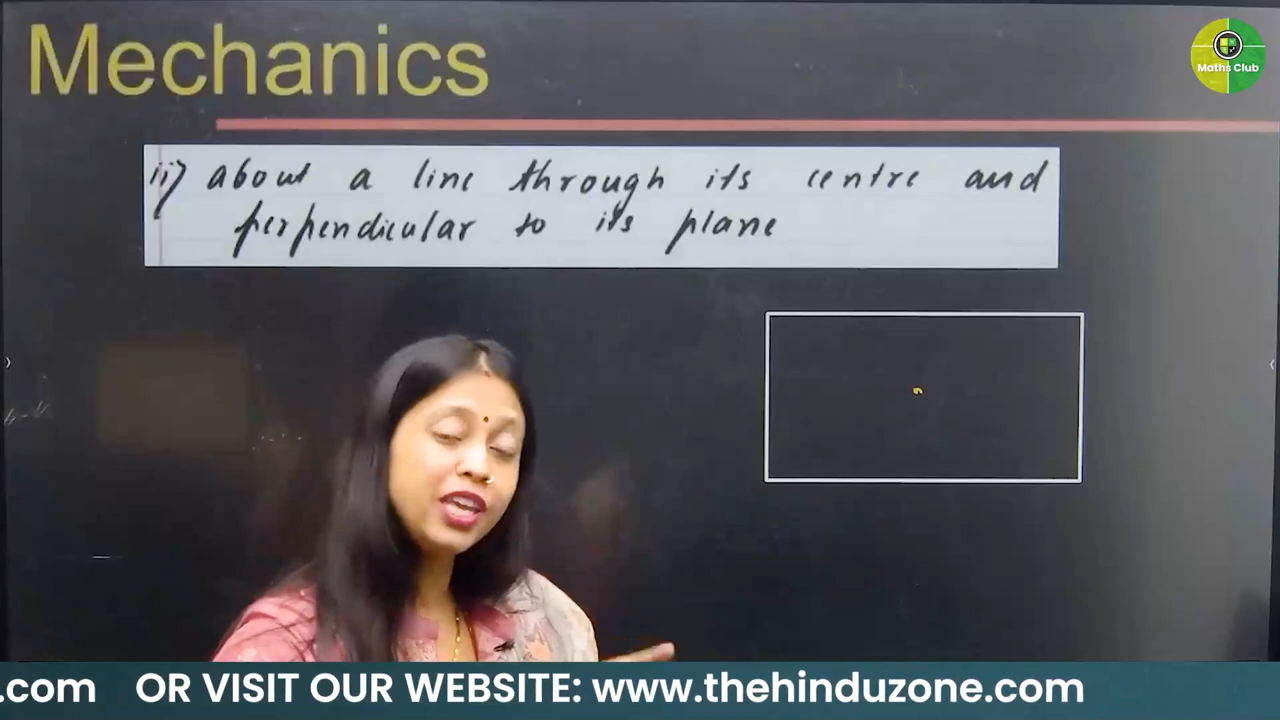 Mechanics
Maths Club
ii) about a line through its centre and
perpendicular to its plane
.com OR VISIT OUR WEBSITE: www.thehinduzone.com